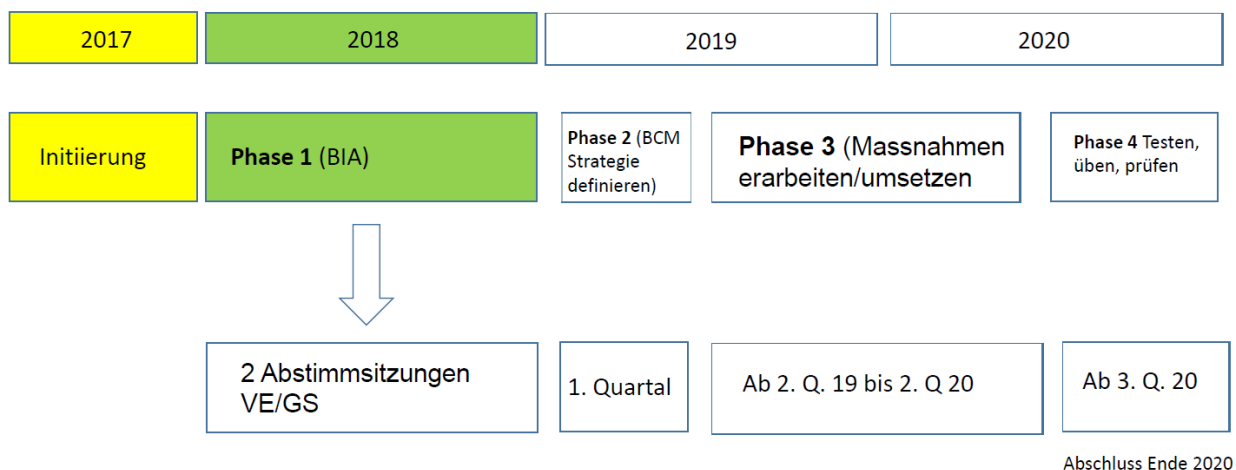 2017
2018
2019
2020
Initiierung
Phase 1 (BIA)
Phase 2 (BCM
Strategie
definieren)
Phase 3 (Massnahmen
erarbeiten/umsetzen
Phase 4 Testen,
üben, prüfen
2 Abstimmsitzungen
VE/GS
1. Quartal
Ab 2. Q. 19 bis 2. Q 20
Ab 3. Q. 20
Abschluss Ende 2020